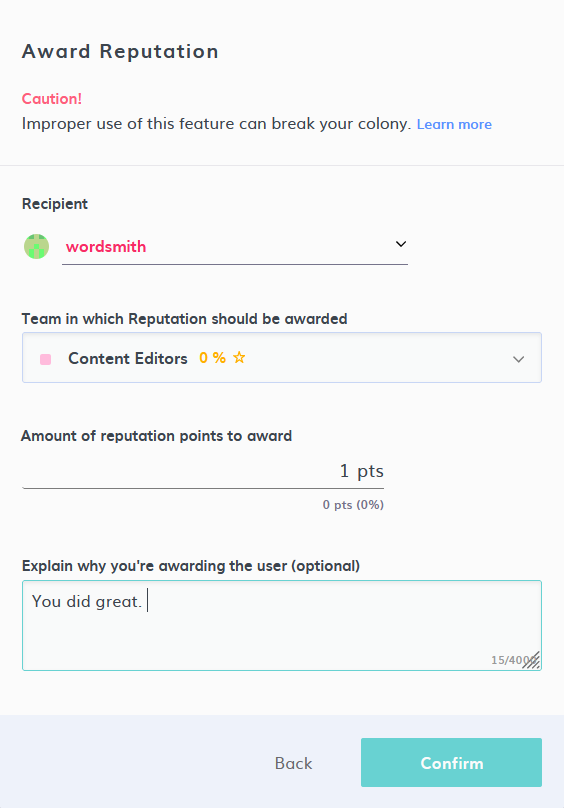 Award Reputation
Caution!
Improper use of this feature can break your colony. Learn more
Recipient
wordsmith
Team in which Reputation should be awarded
Content Editors 0 %
Amount of reputation points to award
1 pts
0 pts (0%)
Explain why you're awarding the user (optional)
You did great.
15/4000
Back Confirm